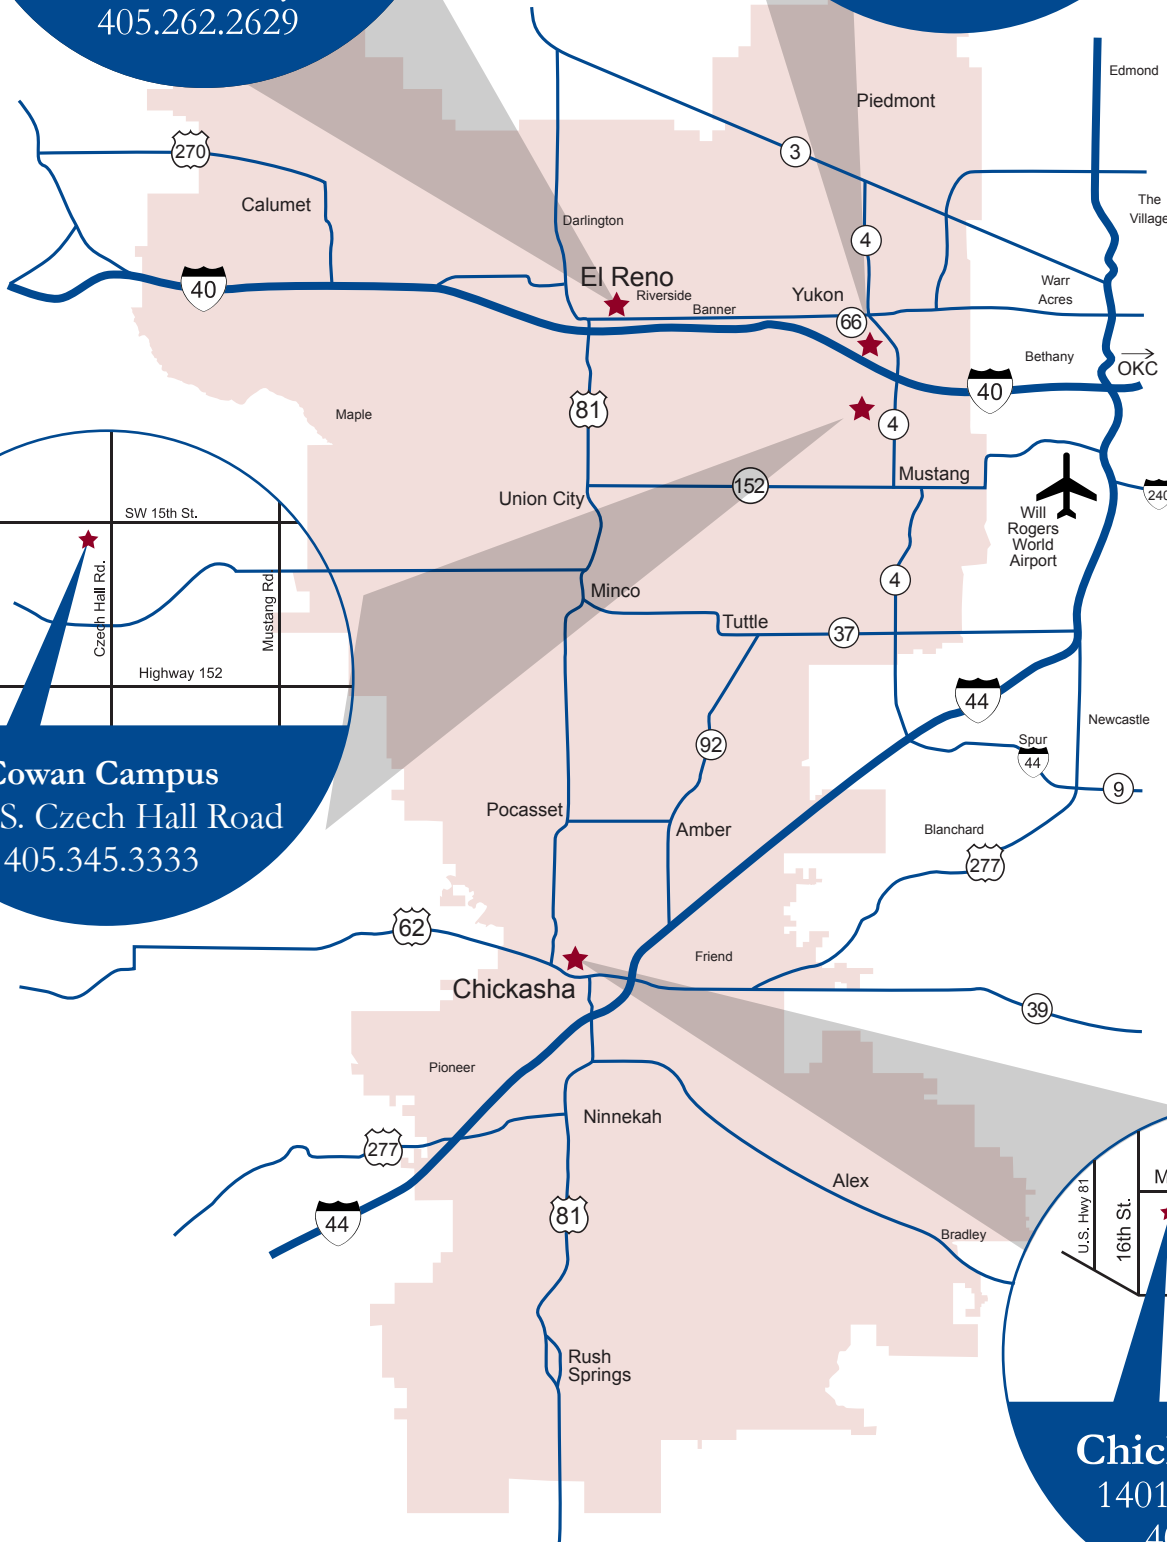 405.262.2629
Edmond
Piedmont
270
3
Calumet
The
Village
Darlington
4
El Reno
Warr
Acres
40
Riverside
Yukon
Banner
66
Bethany
OKC
40
81
Maple
4
Mustang
152
Union City
240
SW 15th St.
Will
Rogers
World
Airport
Czech Hall Rd.
Mustang Rd
4
Minco
Tuttle
37
Highway 152
44
Newcastle
92
Spur
44
9
Cowan Campus
S. Czech Hall Road
405.345.3333
Pocasset
Amber
Blanchard
277
62
Friend
Chickasha
39
Pioneer
Ninnekah
277
Alex
U.S. Hwy 81
16th St.
M
44
81
Bradley
Rush
Springs
Chic
1401